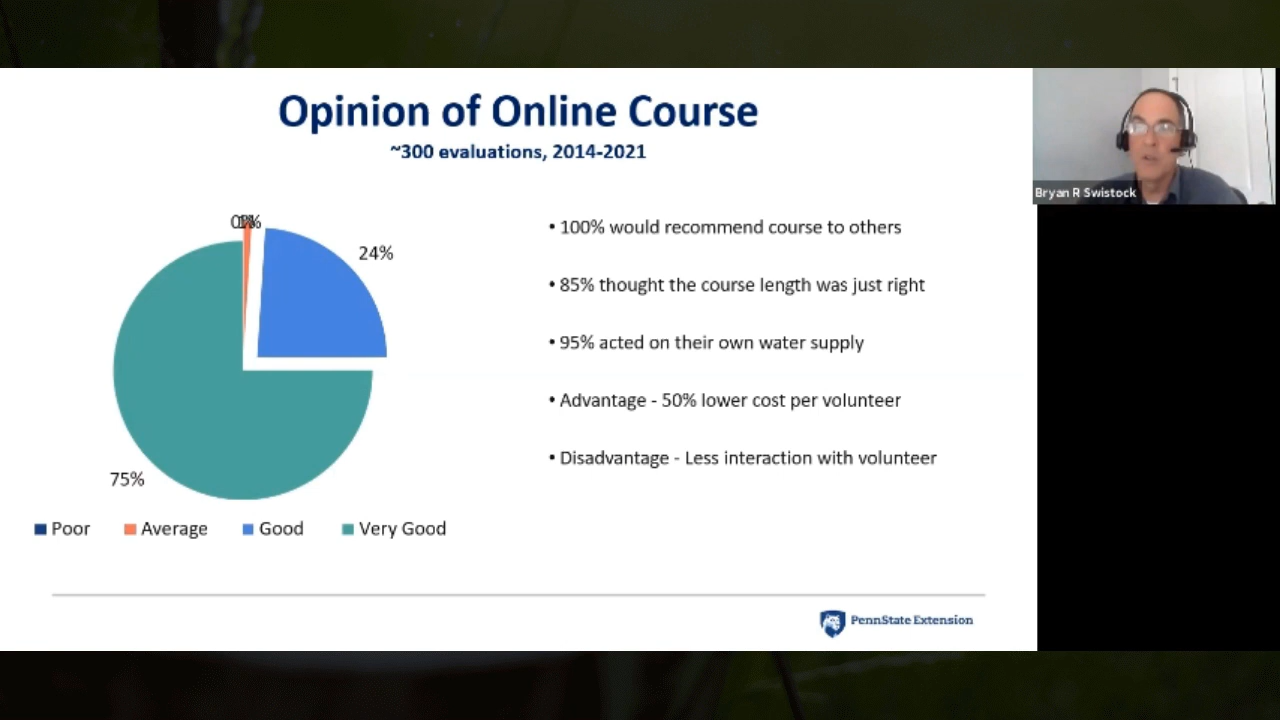 Opinion of Online Course
~300 evaluations, 2014-2021
0%
1%
24%
75%
Poor
Average
Good
Very Good
• 100% would recommend course to others
• 85% thought the course length was just right
• 95% acted on their own water supply
• Advantage - 50% lower cost per volunteer
• Disadvantage - Less interaction with volunteer
PennState Extension
Bryan R Swistock